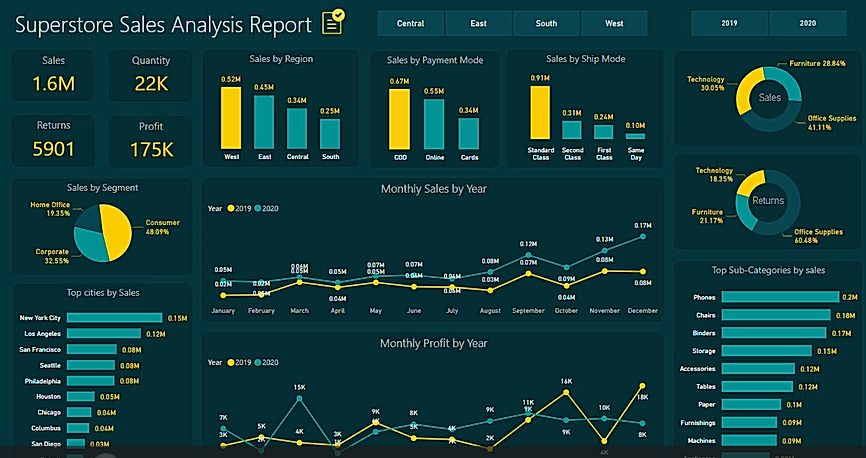 Superstore Sales Analysis Report
Central East South West
2019 2020
Sales
1.6M
Quantity
22K
Returns
5901
Profit
175K
Sales by Region
0.52M
0.45M
0.34M
0.25M
West East Central South
Sales by Payment Mode
0.67M
0.55M
0.34M
COD Online Cards
Sales by Ship Mode
0.91M
0.31M
0.24M
0.10M
Standard Class
Second Class
First Class
Same Day
Furniture 28.84%
Technology
30.05%
Sales
Office Supplies
41.11%
Technology
18.35%
Returns
Furniture
21.17%
Office Supplies
60.48%
Sales by Segment
Home Office
19.35%
Consumer
48.09%
Corporate
32.55%
Monthly Sales by Year
Year 2019 2020
0.17M
0.12M
0.13M
0.05M
0.06M
0.05M
0.07M
0.07M
0.08M
0.07M
0.09M
0.08M
0.02M
0.02M
0.05M
0.05M
0.04M
0.04M
0.04M
0.03M
0.04M
0.08M
January February March April May June July August September October November December
Top cities by Sales
New York City 0.15M
Los Angeles 0.12M
San Francisco 0.08M
Seattle 0.08M
Philadelphia 0.08M
Houston 0.05M
Chicago 0.04M
Columbus 0.04M
San Diego 0.03M
Monthly Profit by Year
Year 2019 2020
15K
16K
18K
7K
3K
5K
4K
3K
9K
8K
5K
4K
9K
2K
11K
9K
9K
10K
4K
8K
Top Sub-Categories by sales
Phones 0.2M
Chairs 0.18M
Binders 0.17M
Storage 0.15M
Accessories 0.12M
Tables 0.12M
Paper 0.1M
Furnishings 0.09M
Machines 0.09M